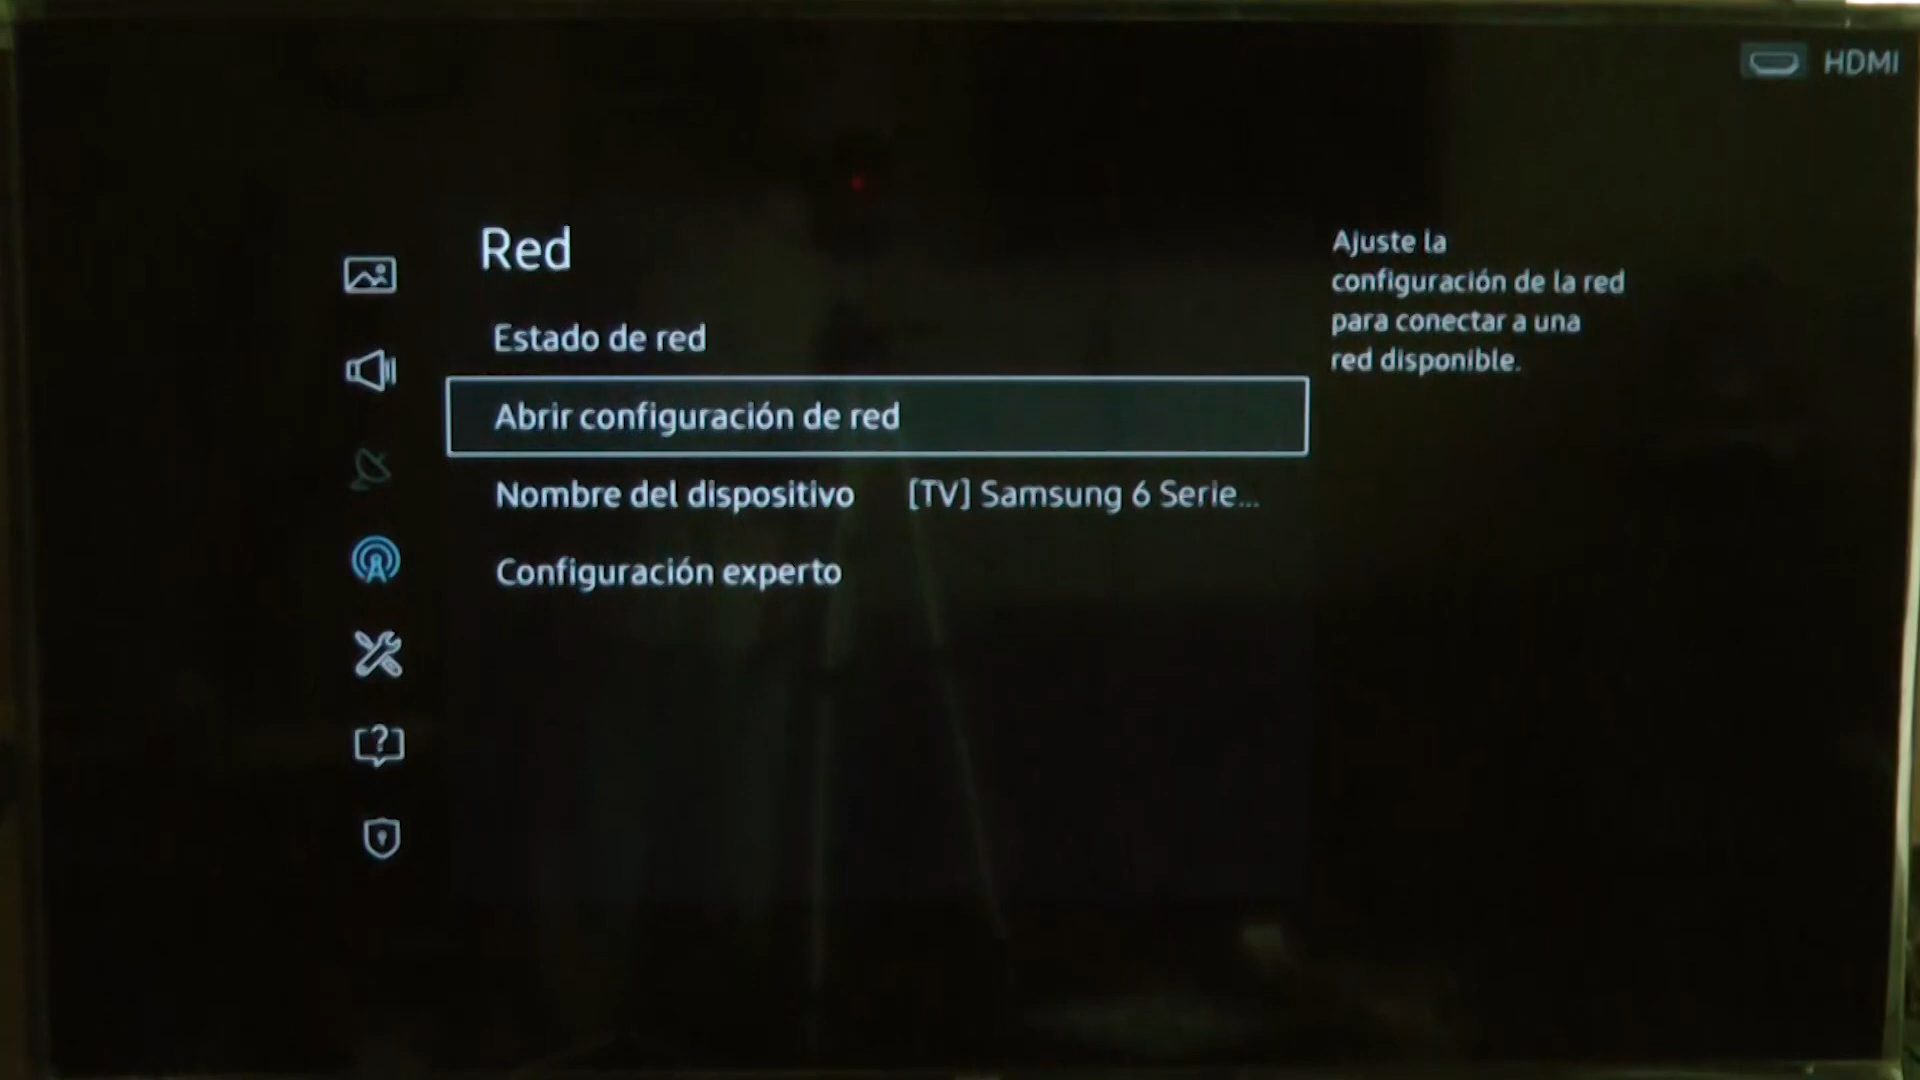 HDMI
Red
Estado de red
Abrir configuración de red
Nombre del dispositivo [TV] Samsung 6 Serie...
Configuración experto
Ajuste la
configuración de la red
para conectar a una
red disponible.